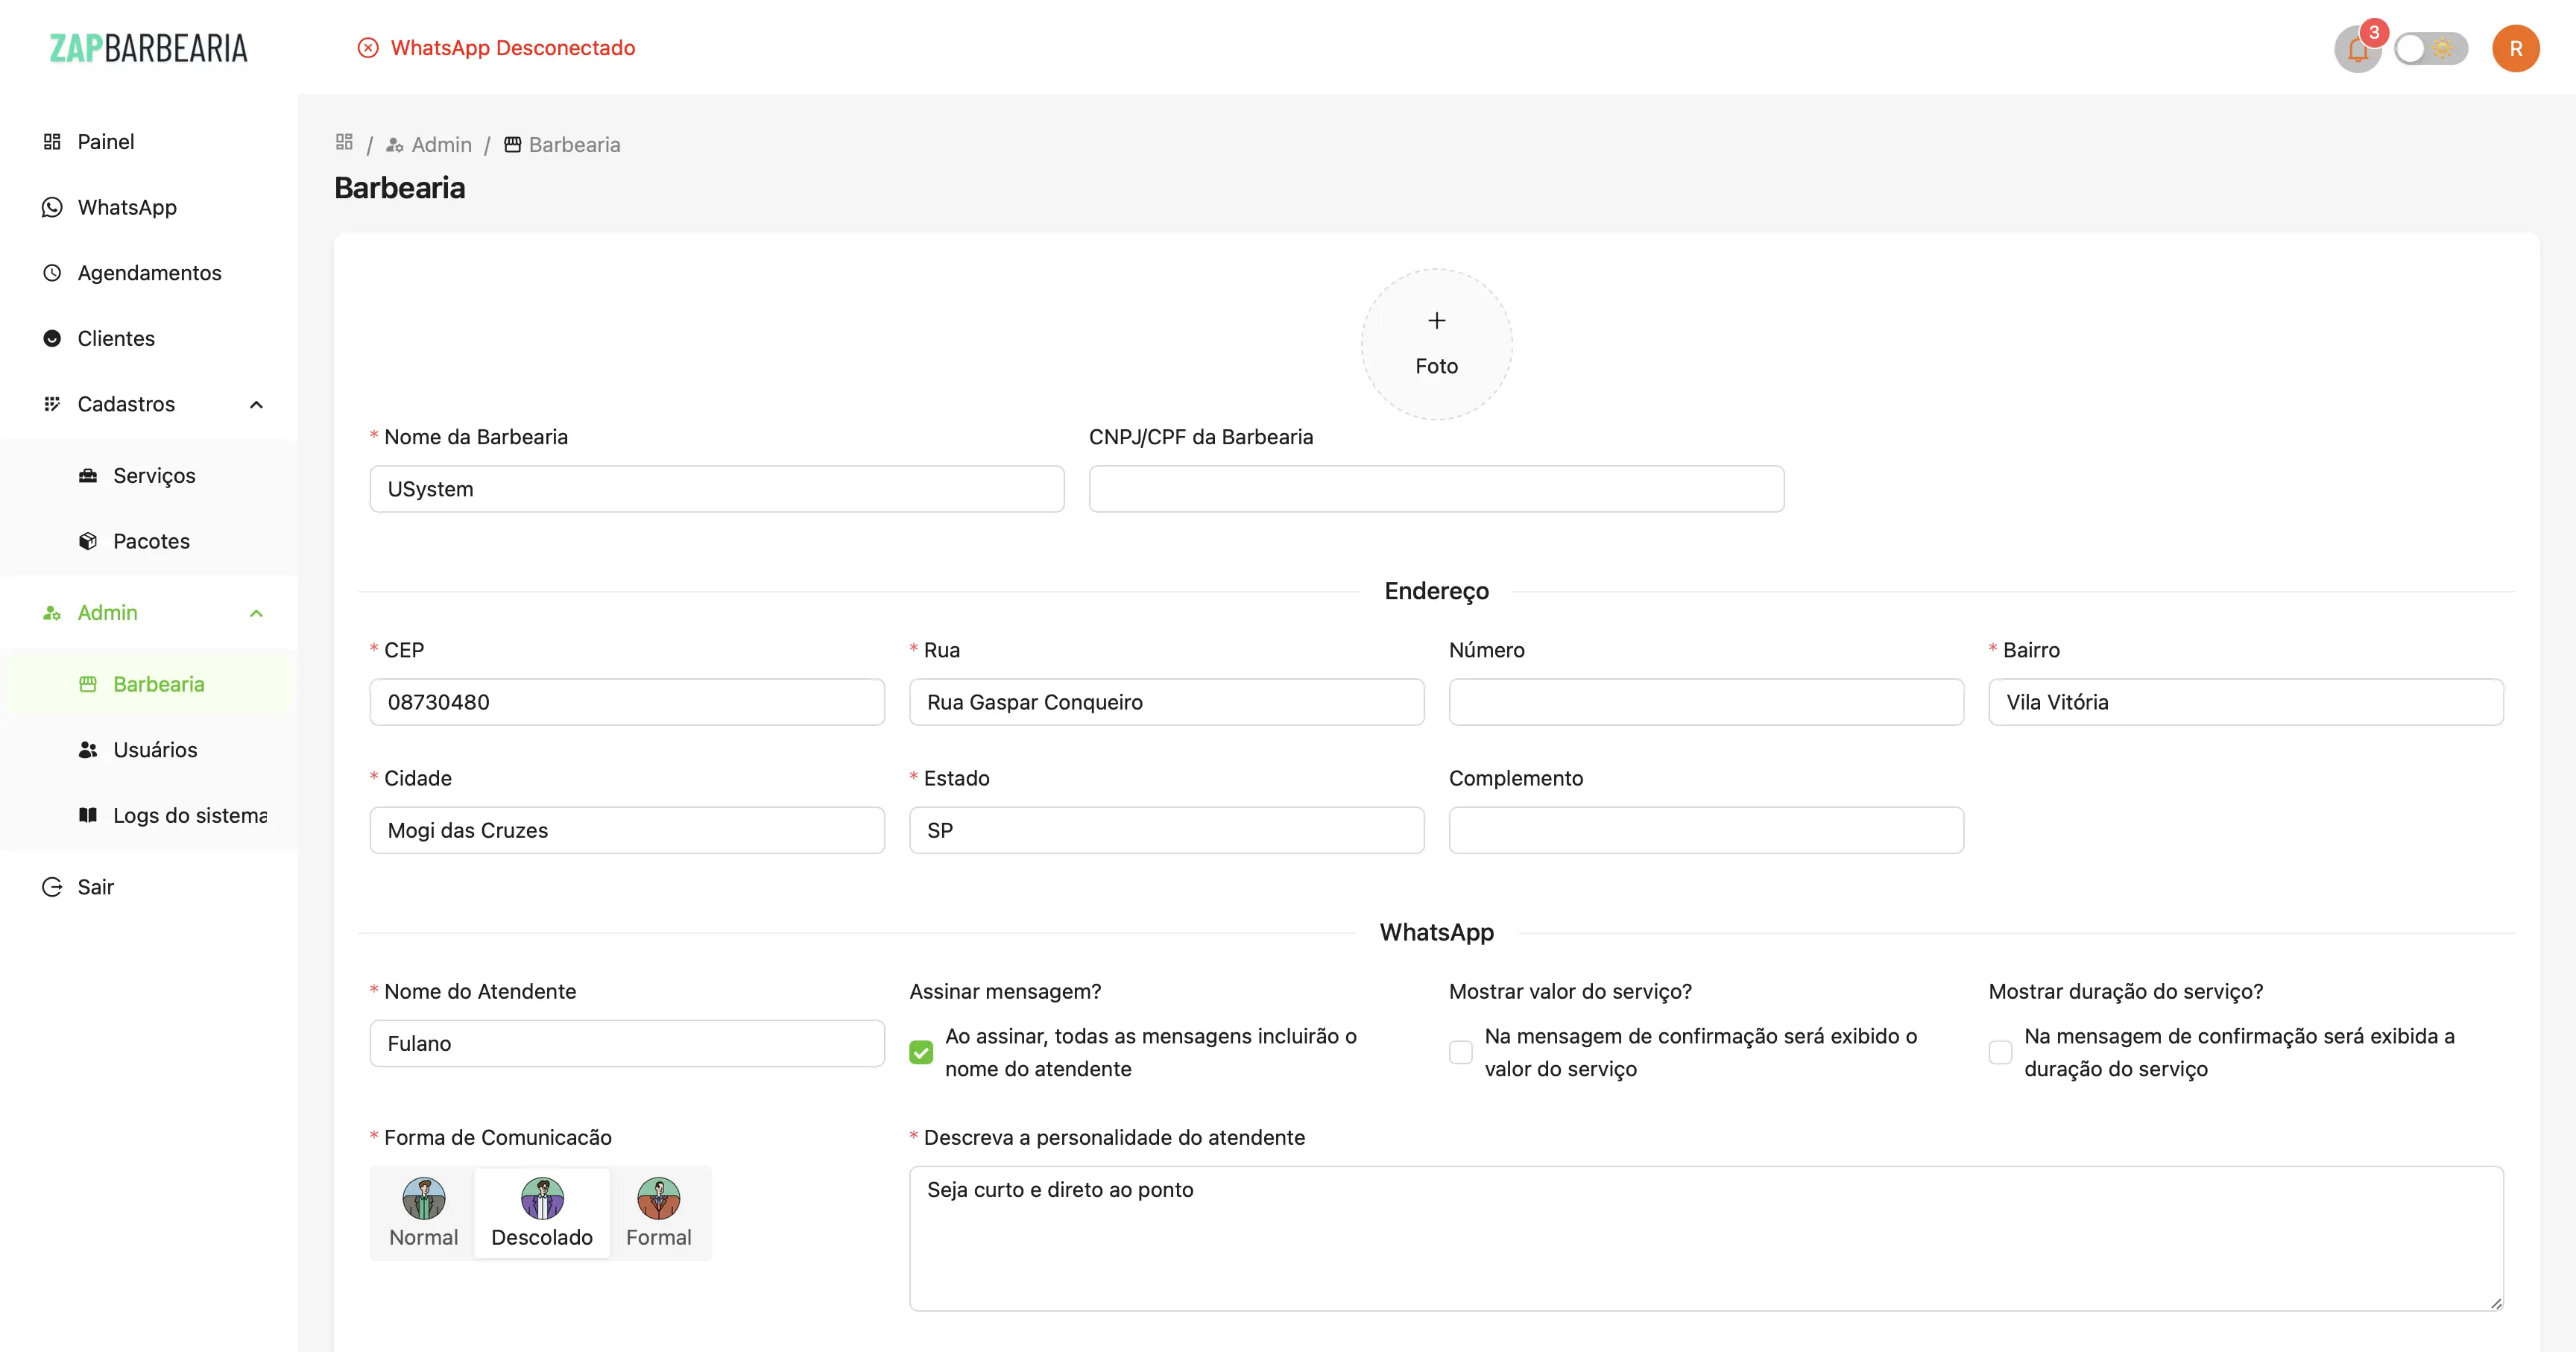 ZAPBARBEARIA
WhatsApp Desconectado
3
R
Painel
WhatsApp
Agendamentos
Clientes
Cadastros
Serviços
Pacotes
Admin
Barbearia
Usuários
Logs do sistema
Sair
/ Admin / Barbearia
Barbearia
+
Foto
* Nome da Barbearia
CNPJ/CPF da Barbearia
USystem
Endereço
* CEP
* Rua
Número
* Bairro
08730480
Rua Gaspar Conqueiro
Vila Vitória
* Cidade
* Estado
Complemento
Mogi das Cruzes
SP
WhatsApp
* Nome do Atendente
Assinar mensagem?
Mostrar valor do serviço?
Mostrar duração do serviço?
Fulano
Ao assinar, todas as mensagens incluirão o
nome do atendente
Na mensagem de confirmação será exibido o
valor do serviço
Na mensagem de confirmação será exibida a
duração do serviço
* Forma de Comunicacão
* Descreva a personalidade do atendente
Normal
Descolado
Formal
Seja curto e direto ao ponto